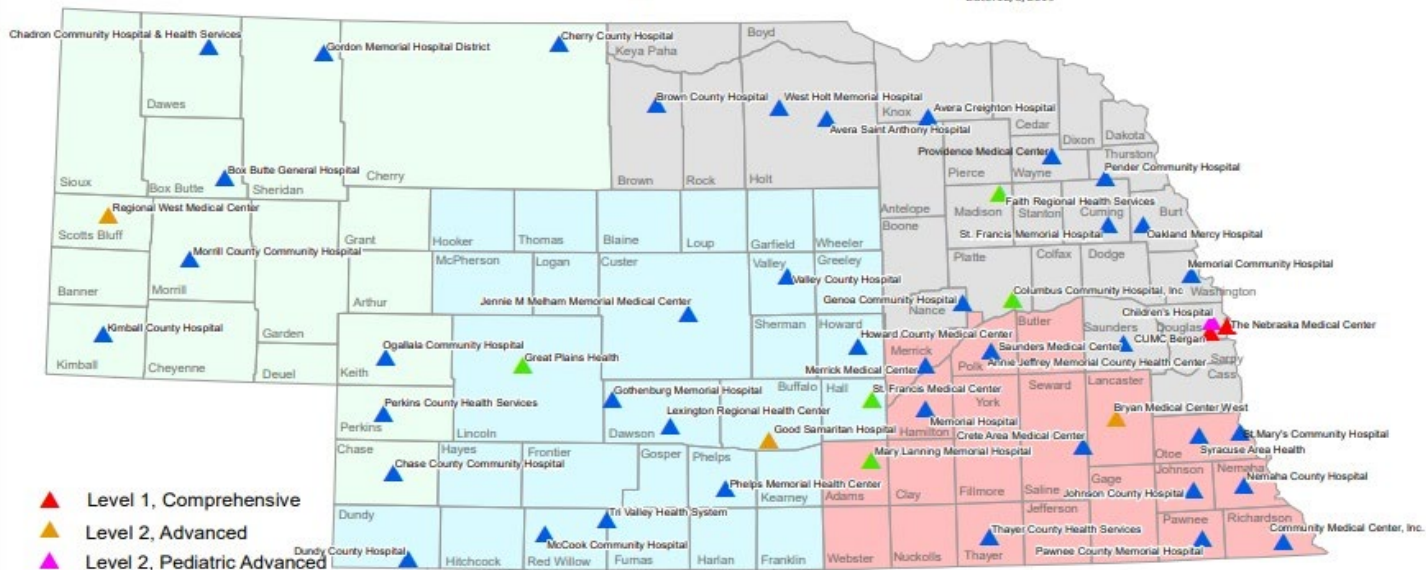 Chadron Community Hospital & Health Services
Gordon Memorial Hospital District
Cherry County Hospital
Boyd
Keya Paha
Dawes
Brown County Hospital
West Holt Memorial Hospital
Avera Creighton Hospital
Knox
Cedar
Avera Saint Anthony Hospital
Dixon
Dakota
Providence Medical Center
Thurston
Box Butte General Hospital
Cherry
Pierce
Wayne
Pender Community Hospital
Sioux
Box Butte
Sheridan
Brown
Rock
Holt
Regional West Medical Center
Faith Regional Health Services
Antelope
Madison
Stanton
Cuming
Burt
Scotts Bluff
Boone
St. Francis Memorial Hospital
Oakland Mercy Hospital
Grant
Hooker
Thomas
Blaine
Loup
Garfield
Wheeler
Morrill County Community Hospital
McPherson
Logan
Custer
Valley
Greeley
Platte
Colfax
Dodge
Memorial Community Hospital
Banner
Morrill
Valley County Hospital
Washington
Arthur
Jennie M Melham Memorial Medical Center
Genoa Community Hospital
Columbus Community Hospital, Inc
Nance
Children's Hospital
Kimball County Hospital
Garden
Sherman
Howard
Butler
Saunders
Douglas
The Nebraska Medical Center
Howard County Medical Center
CUMC Bergan
Ogallala Community Hospital
Great Plains Health
Merrick
Saunders Medical Center
Sarpy
Kimball
Cheyenne
Deuel
Keith
Merrick Medical Center
Polk
Annie Jeffrey Memorial County Health Center
Cass
Gothenburg Memorial Hospital
Buffalo
Hall
St. Francis Medical Center
Seward
Lancaster
Perkins County Health Services
Lexington Regional Health Center
York
Bryan Medical Center West
Perkins
Lincoln
Dawson
Good Samaritan Hospital
Memorial Hospital
Hamilton
Crete Area Medical Center
St.Mary's Community Hospital
Chase
Hayes
Frontier
Gosper
Phelps
Mary Lanning Memorial Hospital
Otoe
Syracuse Area Health
Chase County Community Hospital
Johnson
Nemaha
Phelps Memorial Health Center
Kearney
Adams
Clay
Fillmore
Saline
Gage
Johnson County Hospital
Nemaha County Hospital
Level 1, Comprehensive
Dundy
Tri Valley Health System
Jefferson
Pawnee
Richardson
Level 2, Advanced
Thayer County Health Services
Community Medical Center, Inc.
Dundy County Hospital
McCook Community Hospital
Pawnee County Memorial Hospital
Level 2, Pediatric Advanced
Hitchcock
Red Willow
Furnas
Harlan
Franklin
Webster
Nuckolls
Thayer